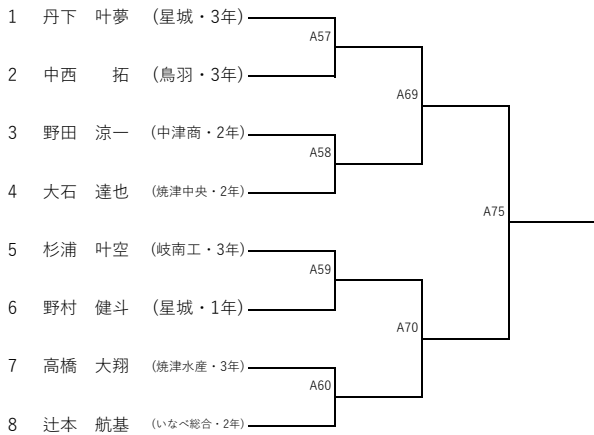 1 丹下 叶夢 (星城・3年)
A57
2 中西 拓 (鳥羽・3年)
A69
3 野田 涼一 (中津商・2年)
A58
4 大石 達也 (焼津中央・2年)
A75
5 杉浦 叶空 (岐南工・3年)
A59
6 野村 健斗 (星城・1年)
A70
7 高橋 大翔 (焼津水産・3年)
A60
8 辻本 航基 (いなべ総合・2年)